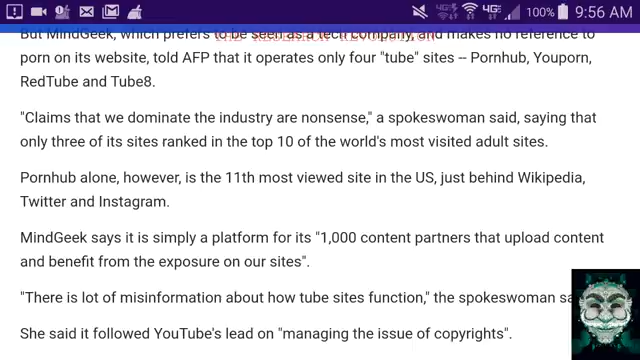 4G 4GLTE 100% 9:56 AM
But MindGeek, which prefers to be seen as a tech company, and makes no reference to
THE RESEARCH REVOLUTION
porn on its website, told AFP that it operates only four "tube" sites -- Pornhub, Youporn,
RedTube and Tube8.
"Claims that we dominate the industry are nonsense," a spokeswoman said, saying that
only three of its sites ranked in the top 10 of the world's most visited adult sites.
Pornhub alone, however, is the 11th most viewed site in the US, just behind Wikipedia,
Twitter and Instagram.
MindGeek says it is simply a platform for its "1,000 content partners that upload content
and benefit from the exposure on our sites".
"There is lot of misinformation about how tube sites function," the spokeswoman sa
She said it followed YouTube's lead on "managing the issue of copyrights".